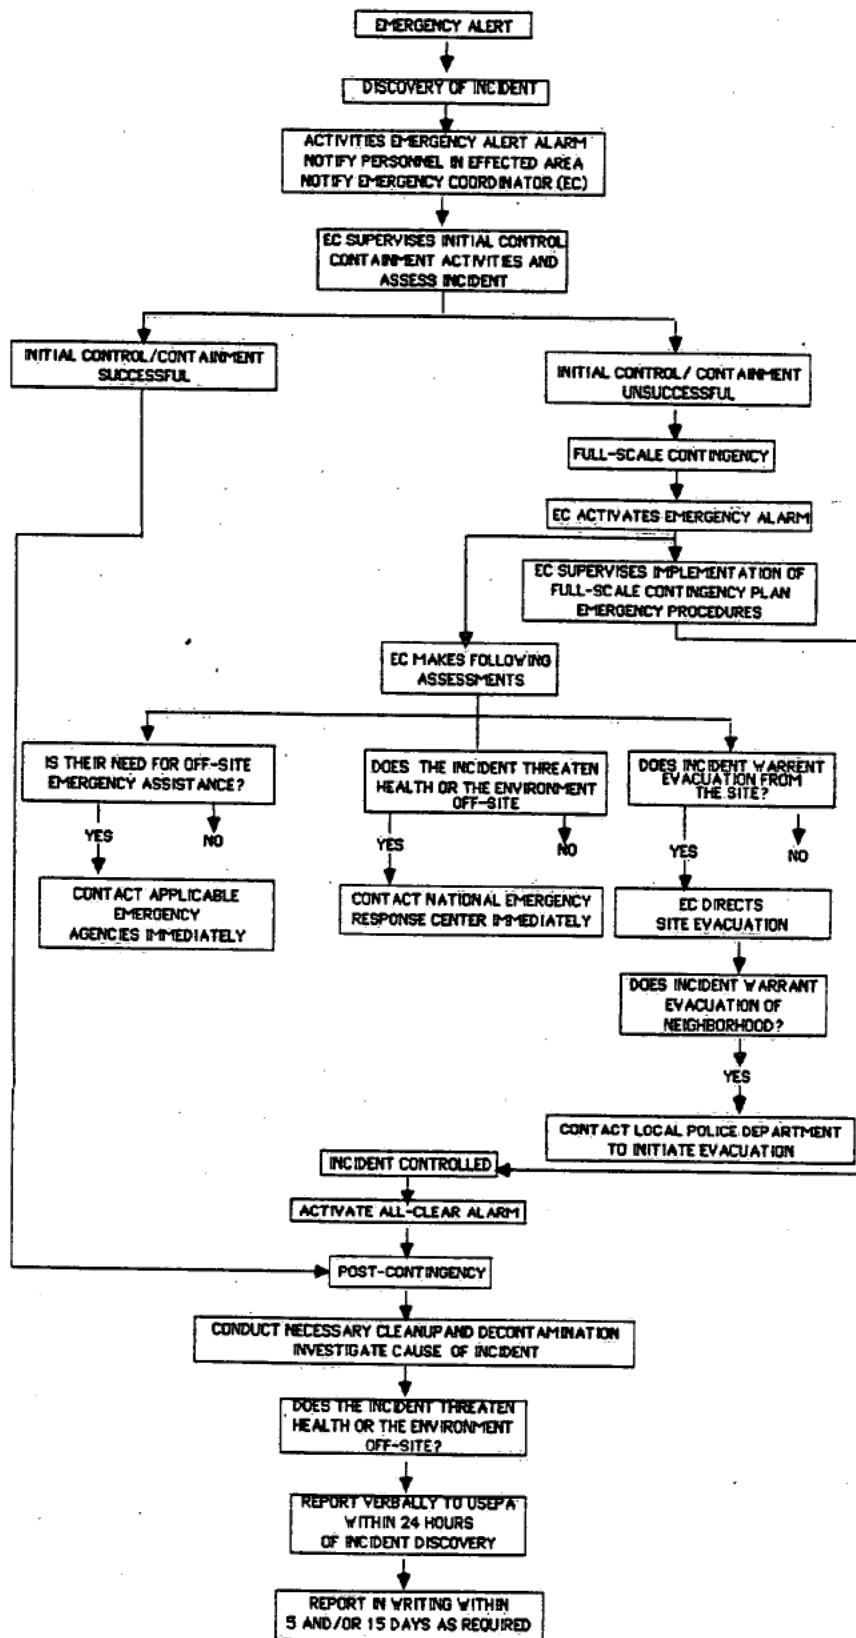 EMERGENCY ALERT
DISCOVERY OF INCIDENT
ACTIVITIES EMERGENCY ALERT ALARM
NOTIFY PERSONNEL IN EFFECTED AREA
NOTIFY EMERGENCY COORDINATOR (EC)
EC SUPERVISES INITIAL CONTROL
CONTAINMENT ACTIVITIES AND
ASSESS INCIDENT
INITIAL CONTROL/CONTAINMENT
SUCCESSFUL
INITIAL CONTROL/ CONTAINMENT
UNSUCCESSFUL
FULL-SCALE CONTINGENCY
EC ACTIVATES EMERGENCY ALARM
EC SUPERVISES IMPLEMENTATION OF
FULL-SCALE CONTINGENCY PLAN
EMERGENCY PROCEDURES
EC MAKES FOLLOWING
ASSESSMENTS
IS THEIR NEED FOR OFF-SITE
EMERGENCY ASSISTANCE?
YES
NO
CONTACT APPLICABLE
EMERGENCY
AGENCIES IMMEDIATELY
DOES THE INCIDENT THREATEN
HEALTH OR THE ENVIRONMENT
OFF-SITE
YES
NO
CONTACT NATIONAL EMERGENCY
RESPONSE CENTER IMMEDIATELY
DOES INCIDENT WARRENT
EVACUATION FROM
THE SITE?
YES
NO
EC DIRECTS
SITE EVACUATION
DOES INCIDENT WARRANT
EVACUATION OF
NEIGHBORHOOD?
YES
CONTACT LOCAL POLICE DEPARTMENT
TO INITIATE EVACUATION
INCIDENT CONTROLLED
ACTIVATE ALL-CLEAR ALARM
POST-CONTINGENCY
CONDUCT NECESSARY CLEANUP AND DECONTAMINATION
INVESTIGATE CAUSE OF INCIDENT
DOES THE INCIDENT THREATEN
HEALTH OR THE ENVIRONMENT
OFF-SITE?
REPORT VERBALLY TO USEPA
WITHIN 24 HOURS
OF INCIDENT DISCOVERY
REPORT IN WRITING WITHIN
5 AND/OR 15 DAYS AS REQUIRED